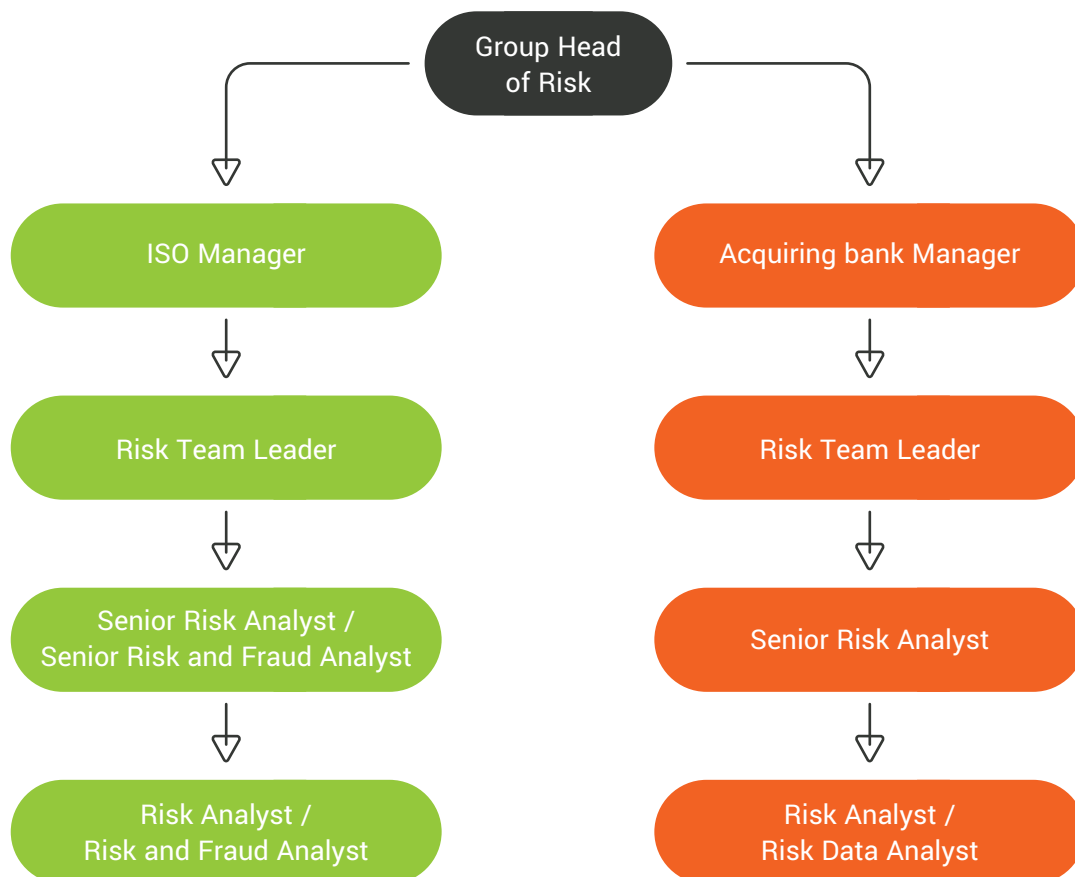 Group Head
of Risk
ISO Manager
Acquiring bank Manager
Risk Team Leader
Risk Team Leader
Senior Risk Analyst /
Senior Risk and Fraud Analyst
Senior Risk Analyst
Risk Analyst /
Risk and Fraud Analyst
Risk Analyst /
Risk Data Analyst